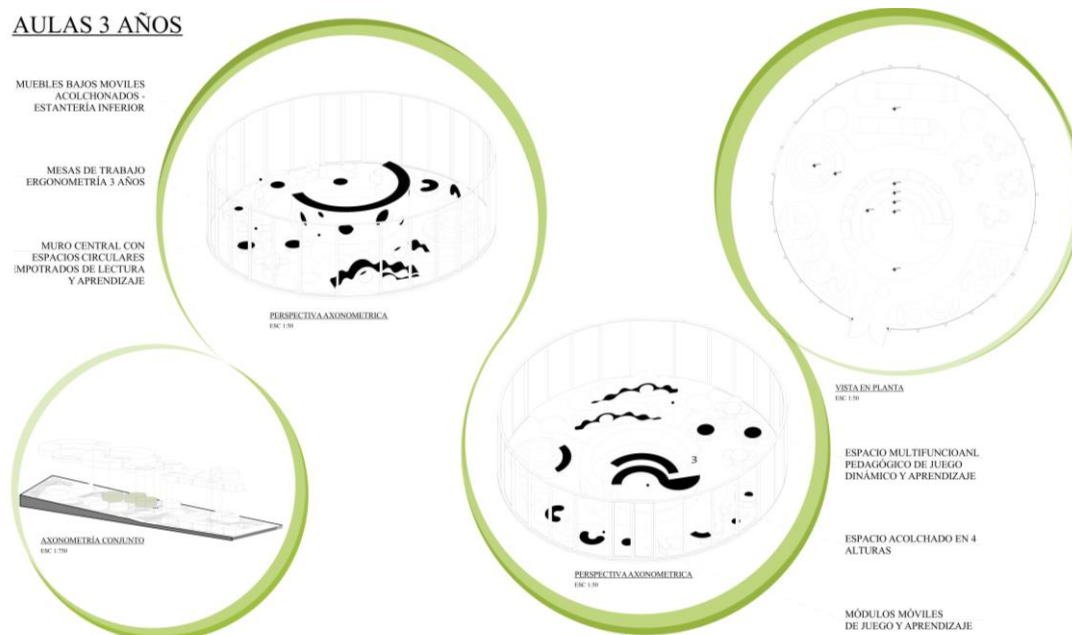 AULAS 3 AÑOS
MUEBLES BAJOS MOVILES
ACOLCHONADOS -
ESTANTERÍA INFERIOR
MESAS DE TRABAJO
ERGONOMETRÍA 3 AÑOS
MURO CENTRAL CON
ESPACIOS CIRCULARES
EMPOTRADOS DE LECTURA
Y APRENDIZAJE
PERSPECTIVA AXONOMETRICA
ESC 1:50
VISTA EN PLANTA
ESC 1:50
3
AXONOMETRÍA CONJUNTO
ESC 1:750
PERSPECTIVA AXONOMETRICA
ESC 1:50
ESPACIO MULTIFUNCIOANL
PEDAGÓGICO DE JUEGO
DINÁMICO Y APRENDIZAJE
ESPACIO ACOLCHADO EN 4
ALTURAS
MÓDULOS MÓVILES
DE JUEGO Y APRENDIZAJE